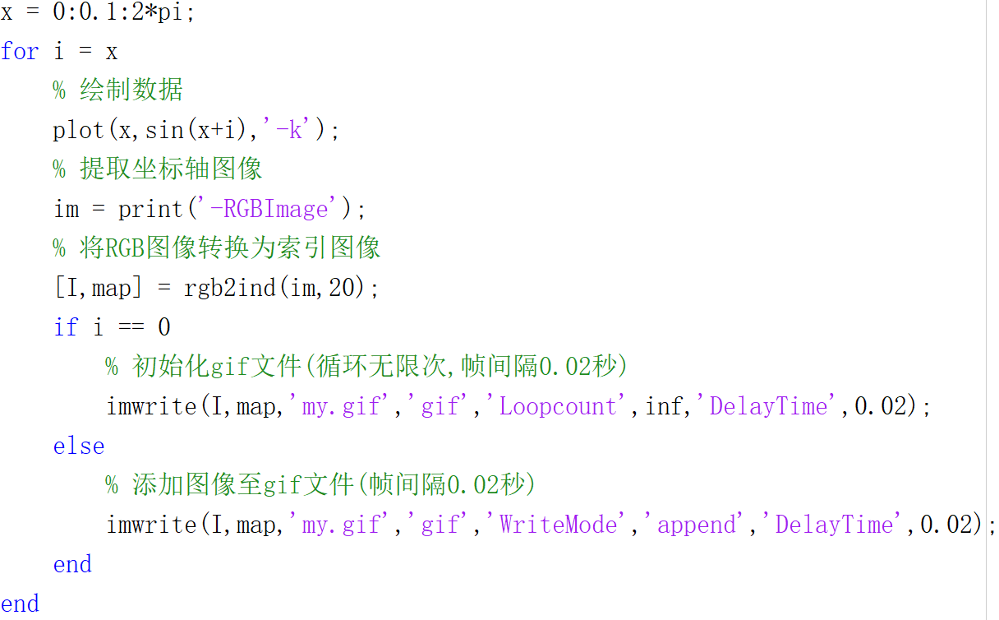 x = 0:0.1:2*pi;
for i = x
    % 绘制数据
    plot(x,sin(x+i),'-k');
    % 提取坐标轴图像
    im = print('-RGBImage');
    % 将RGB图像转换为索引图像
    [I,map] = rgb2ind(im,20);
    if i == 0
        % 初始化gif文件(循环无限次,帧间隔0.02秒)
        imwrite(I,map,'my.gif','gif','Loopcount',inf,'DelayTime',0.02);
    else
        % 添加图像至gif文件(帧间隔0.02秒)
        imwrite(I,map,'my.gif','gif','WriteMode','append','DelayTime',0.02);
    end
end